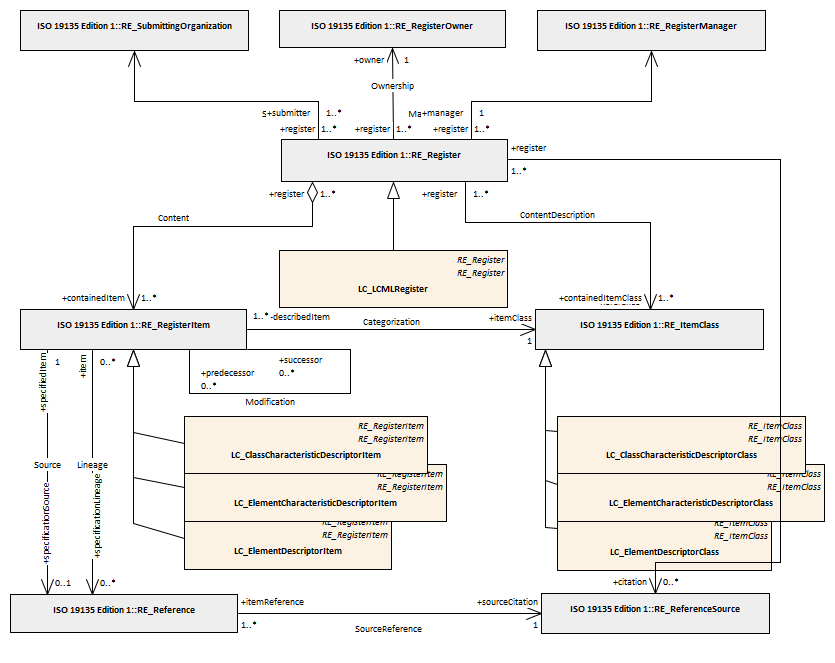 ISO 19135 Edition 1::RE_SubmittingOrganization
ISO 19135 Edition 1::RE_RegisterOwner
ISO 19135 Edition 1::RE_RegisterManager
+owner 1
Ownership
S+submitter 1..*
Ma+manager 1
+register 1..*
+register 1..*
+register 1..*
ISO 19135 Edition 1::RE_Register
+register
1..*
+register 1..*
+register 1..*
Content
ContentDescription
RE_Register
RE_Register
LC_LCMLRegister
+containedItem 1..*
+containedItemClass 1..*
ISO 19135 Edition 1::RE_RegisterItem
1..* -describedItem
Categorization
+itemClass
1
ISO 19135 Edition 1::RE_ItemClass
+specifiedItem
1
+item
0..*
+successor
0..*
+predecessor
0..*
Modification
RE_RegisterItem
RE_RegisterItem
LC_ClassCharacteristicDescriptorItem
RE_RegisterItem
RE_RegisterItem
LC_ElementCharacteristicDescriptorItem
RE_RegisterItem
RE_RegisterItem
LC_ElementDescriptorItem
RE_ItemClass
RE_ItemClass
LC_ClassCharacteristicDescriptorClass
RE_ItemClass
RE_ItemClass
LC_ElementCharacteristicDescriptorClass
RE_ItemClass
RE_ItemClass
LC_ElementDescriptorClass
Source
Lineage
+specificationSource
+specificationLineage
0..1
0..*
+citation 0..*
ISO 19135 Edition 1::RE_Reference
+itemReference
1..*
SourceReference
+sourceCitation
1
ISO 19135 Edition 1::RE_ReferenceSource